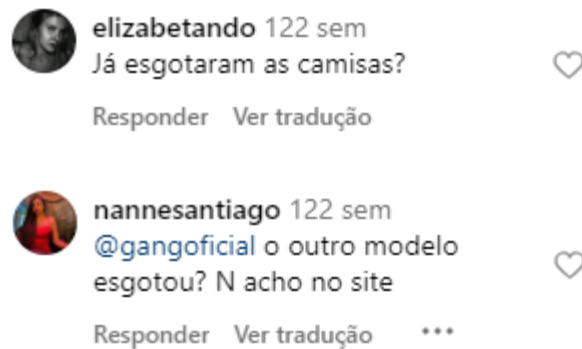 elizabetando 122 sem
Já esgotaram as camisas?
Responder Ver tradução
nannesantiago 122 sem
@gangoficial o outro modelo
esgotou? N acho no site
Responder Ver tradução